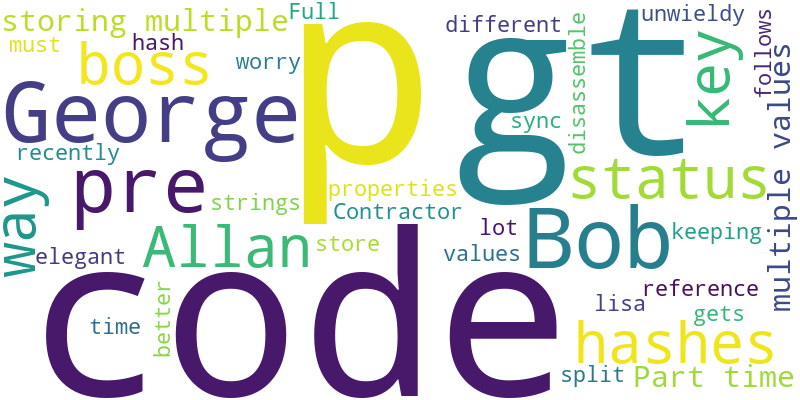 storing multiple
Full
p
gt
different
unwieldy
must
hash
boss
worry
George
key
disassemble
follows
multiple values
sync
recently
pre
way
strings
properties
status
Contractor
Allan
store
lot
values
Bob
keeping
elegant
code
better
time
lisa
reference
gets
hashes
split
Part time